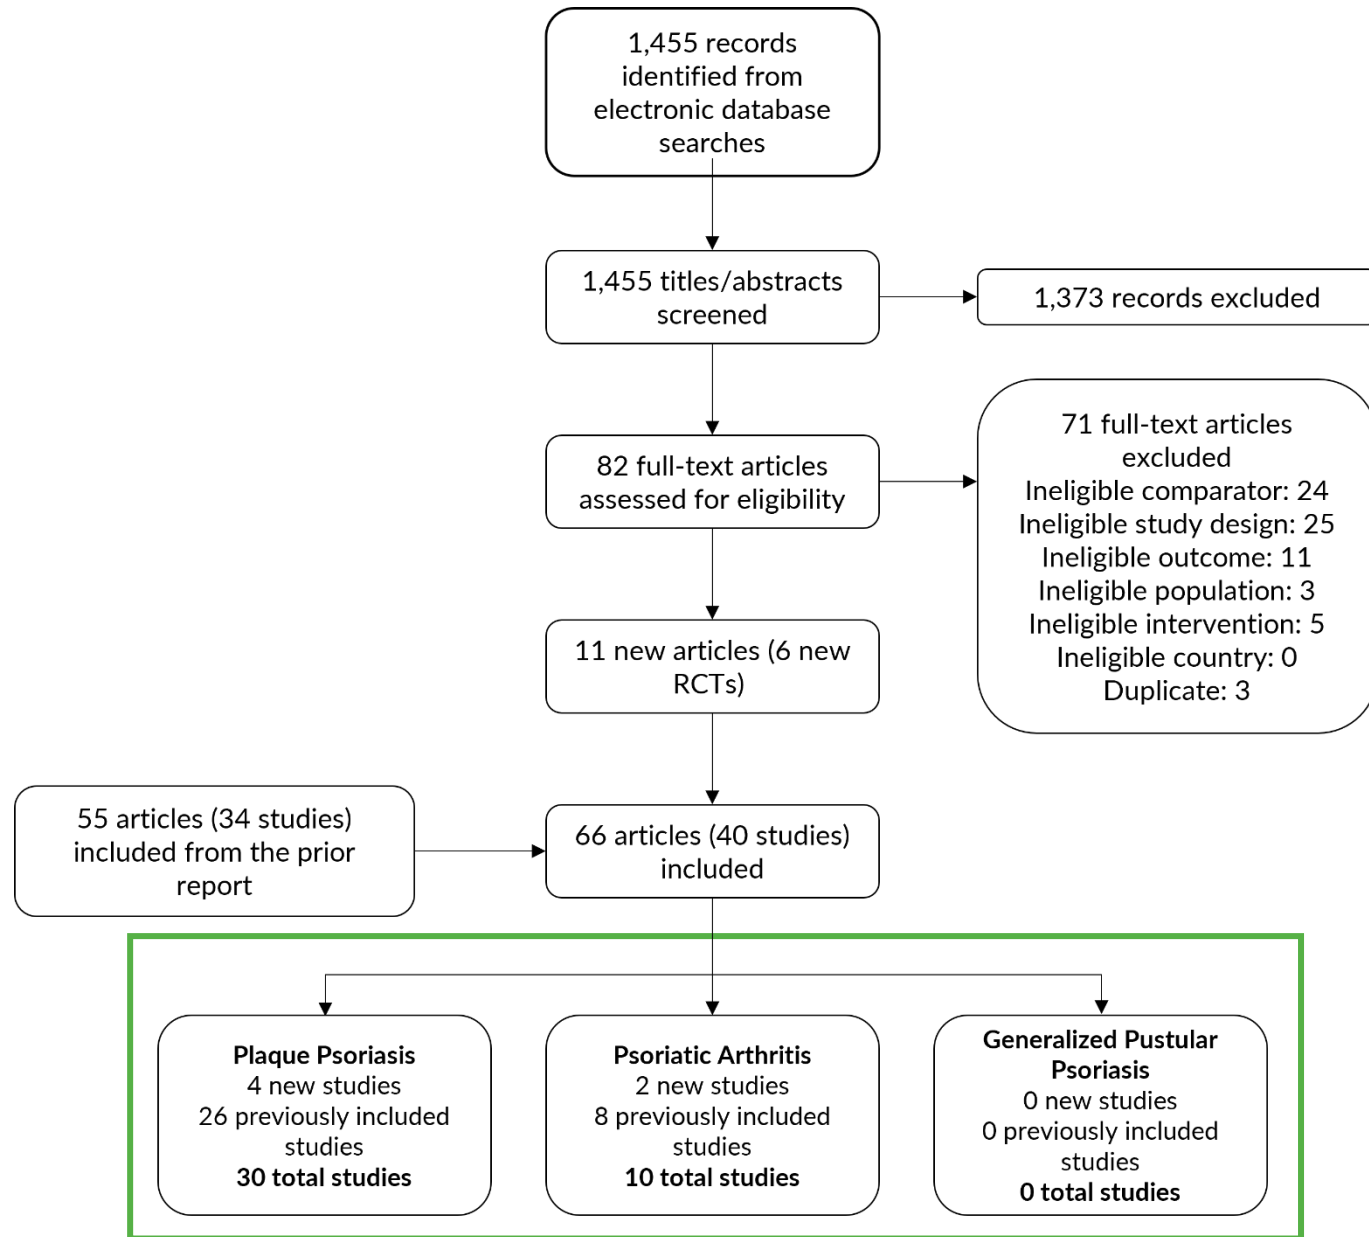 1,455 records
identified from
electronic database
searches
1,455 titles/abstracts
screened
1,373 records excluded
82 full-text articles
assessed for eligibility
71 full-text articles
excluded
Ineligible comparator: 24
Ineligible study design: 25
Ineligible outcome: 11
Ineligible population: 3
Ineligible intervention: 5
Ineligible country: 0
Duplicate: 3
11 new articles (6 new
RCTs)
55 articles (34 studies)
included from the prior
report
66 articles (40 studies)
included
Plaque Psoriasis
4 new studies
26 previously included
studies
30 total studies
Psoriatic Arthritis
2 new studies
8 previously included
studies
10 total studies
Generalized Pustular
Psoriasis
0 new studies
0 previously included
studies
0 total studies